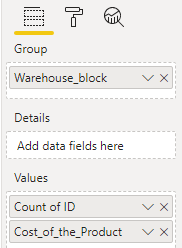 Group
Warehouse_block
Details
Add data fields here
Values
Count of ID
Cost_of_the_Product